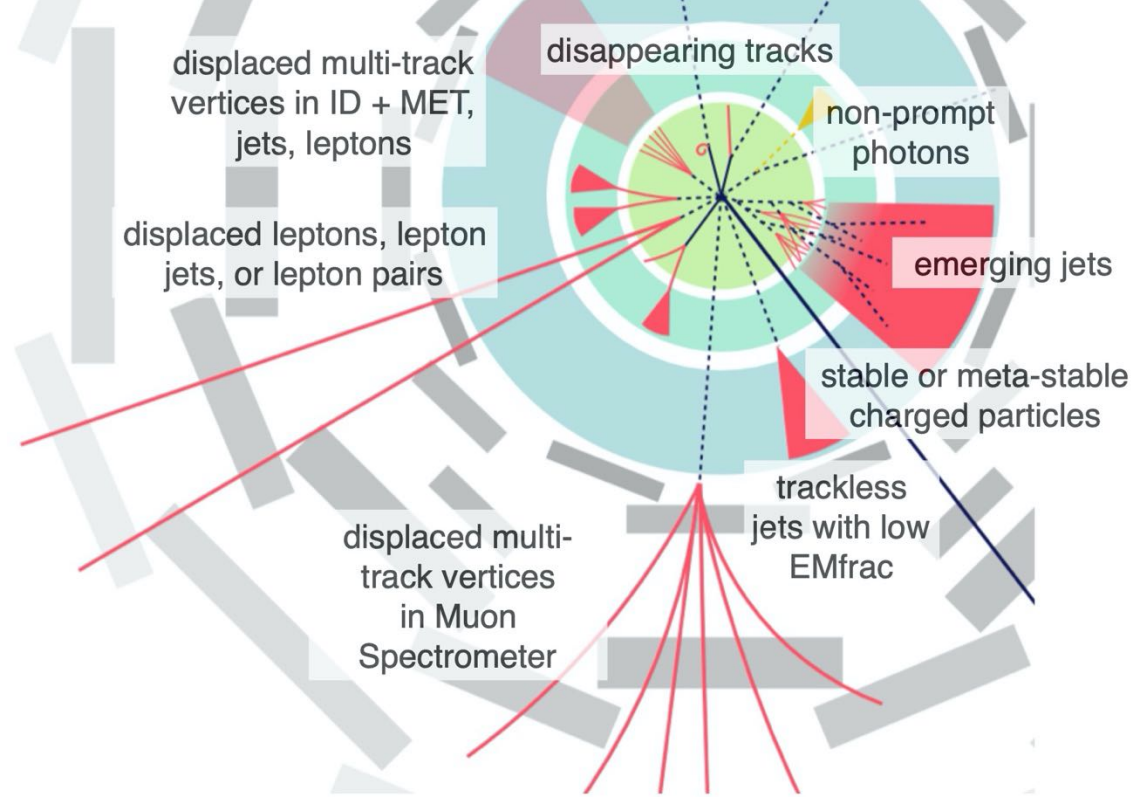 displaced multi-track
vertices in ID + MET,
jets, leptons
disappearing tracks
non-prompt
photons
displaced leptons, lepton
jets, or lepton pairs
emerging jets
stable or meta-stable
charged particles
trackless
jets with low
EMfrac
displaced multi-
track vertices
in Muon
Spectrometer